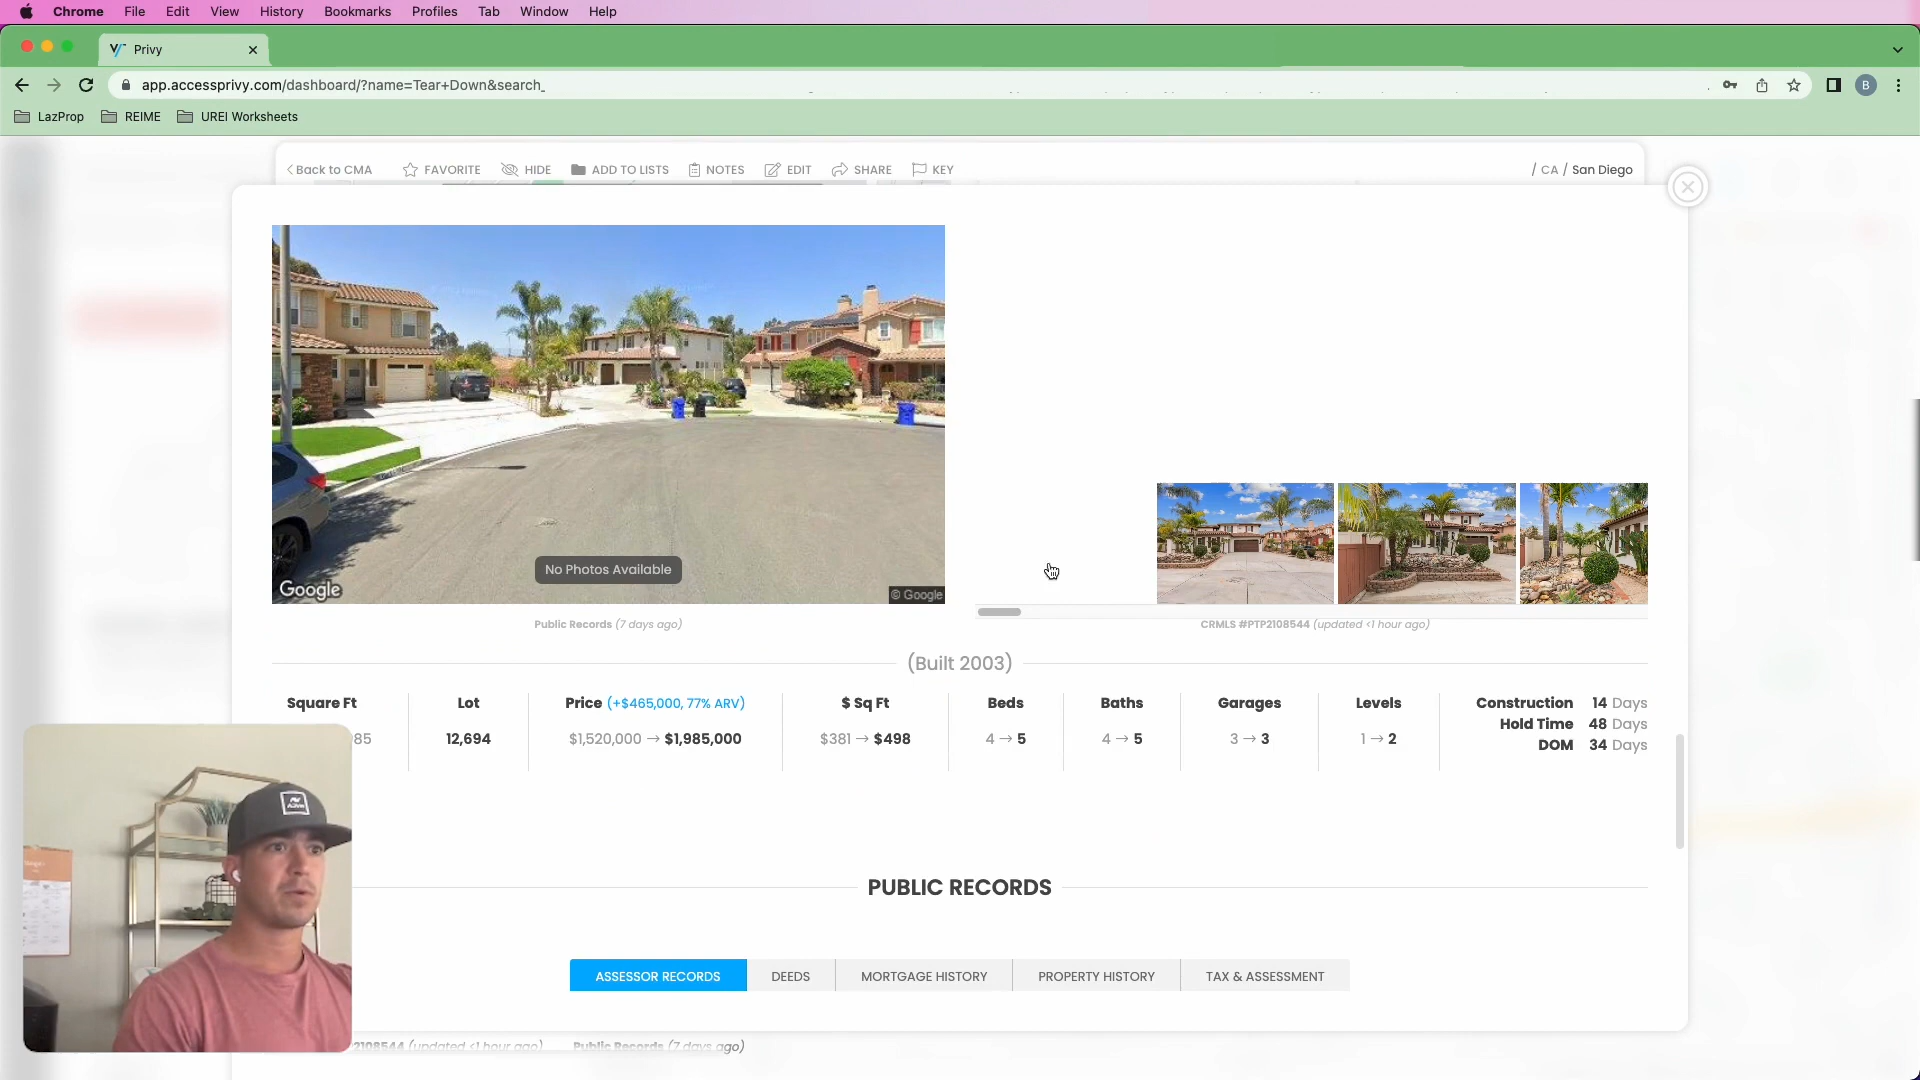 Chrome File Edit View History Bookmarks Profiles Tab Window Help
Privy
app.accessprivy.com/dashboard/?name=Tear+Down&search_
B
LazProp REIME UREI Worksheets
Back to CMA FAVORITE HIDE ADD TO LISTS NOTES EDIT SHARE KEY / CA / San Diego
No Photos Available
Google © Google
Public Records (7 days ago) CRMLS #PTP2108544 (updated <1 hour ago)
(Built 2003)
Square Ft Lot Price (+$465,000, 77% ARV) $ Sq Ft Beds Baths Garages Levels Construction 14 Days
Hold Time 48 Days
85 12,694 $1,520,000 → $1,985,000 $381 → $498 4 → 5 4 → 5 3 → 3 1 → 2 DOM 34 Days
PUBLIC RECORDS
ASSESSOR RECORDS DEEDS MORTGAGE HISTORY PROPERTY HISTORY TAX & ASSESSMENT
2108544 (updated <1 hour ago) Public Records (7 days ago)